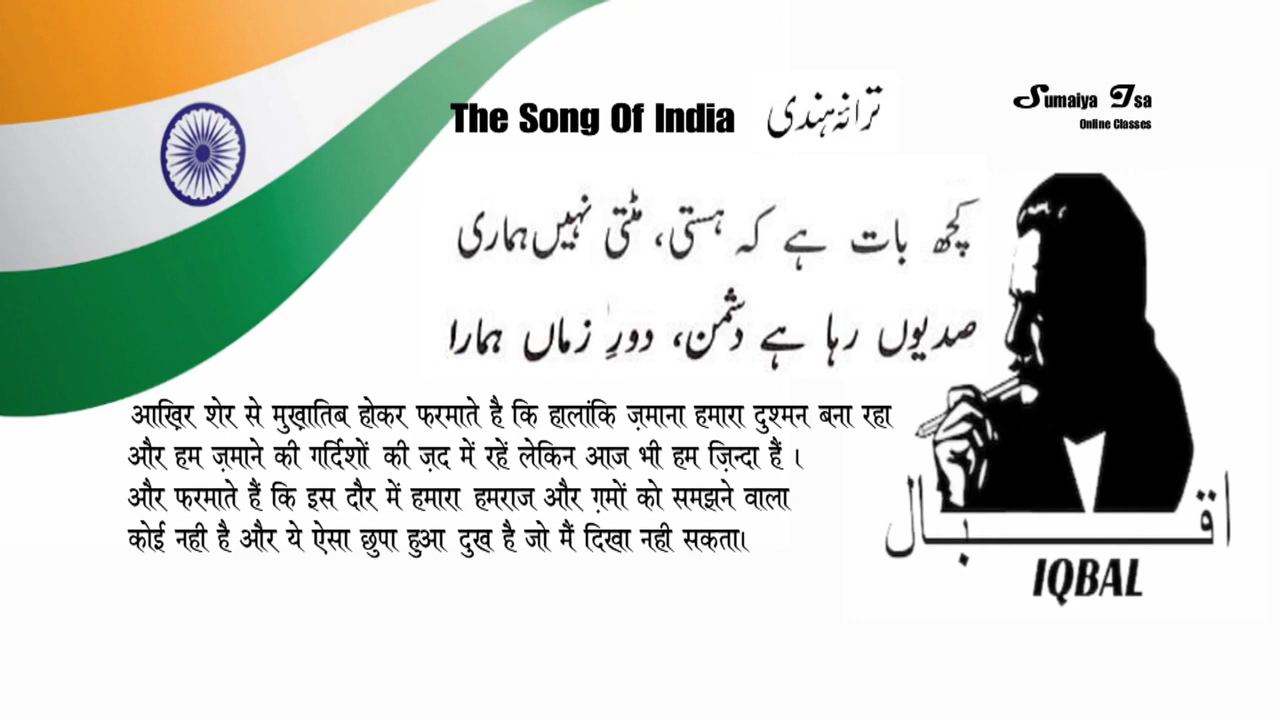 The Song Of India ترانۂ ہندی
Sumaiya Isa
Online Classes
کچھ بات ہے کہ ہستی، مٹتی نہیں ہماری
صدیوں رہا ہے دشمن، دورِ زماں ہمارا
आख़िर शेर से मुख़ातिब होकर फरमाते है कि हालांकि ज़माना हमारा दुश्मन बना रहा
और हम ज़माने की गर्दिशों की ज़द में रहें लेकिन आज भी हम ज़िन्दा हैं ।
और फरमाते हैं कि इस दौर में हमारा हमराज और ग़मों को समझने वाला
कोई नही है और ये ऐसा छुपा हुआ दुख है जो मैं दिखा नही सकता।
اقبال
IQBAL